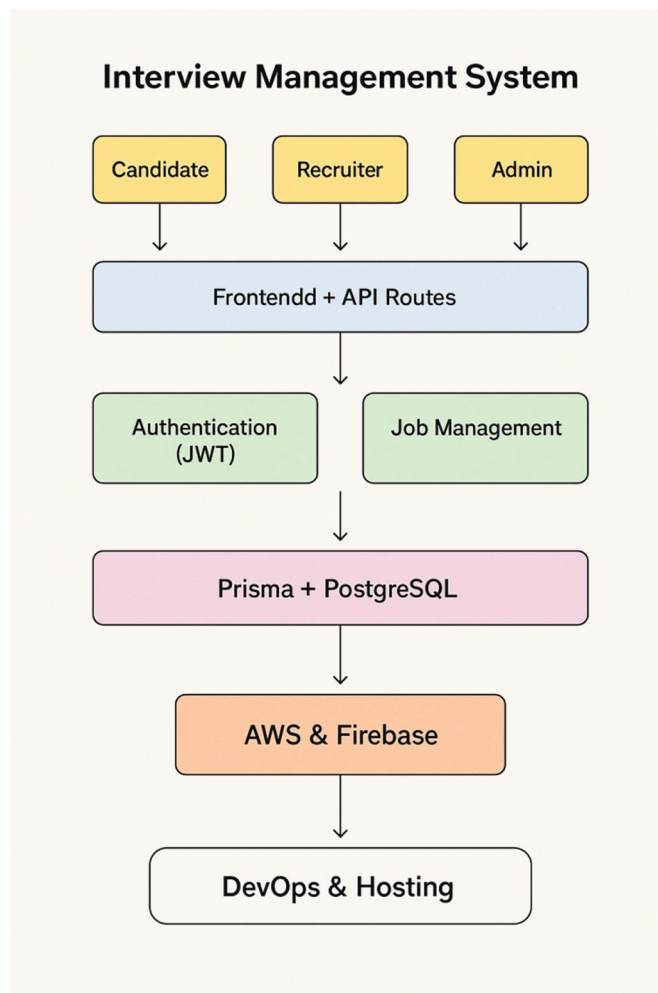 Interview Management System
Candidate
Recruiter
Admin
Frontendd + API Routes
Authentication
(JWT)
Job Management
Prisma + PostgreSQL
AWS & Firebase
DevOps & Hosting